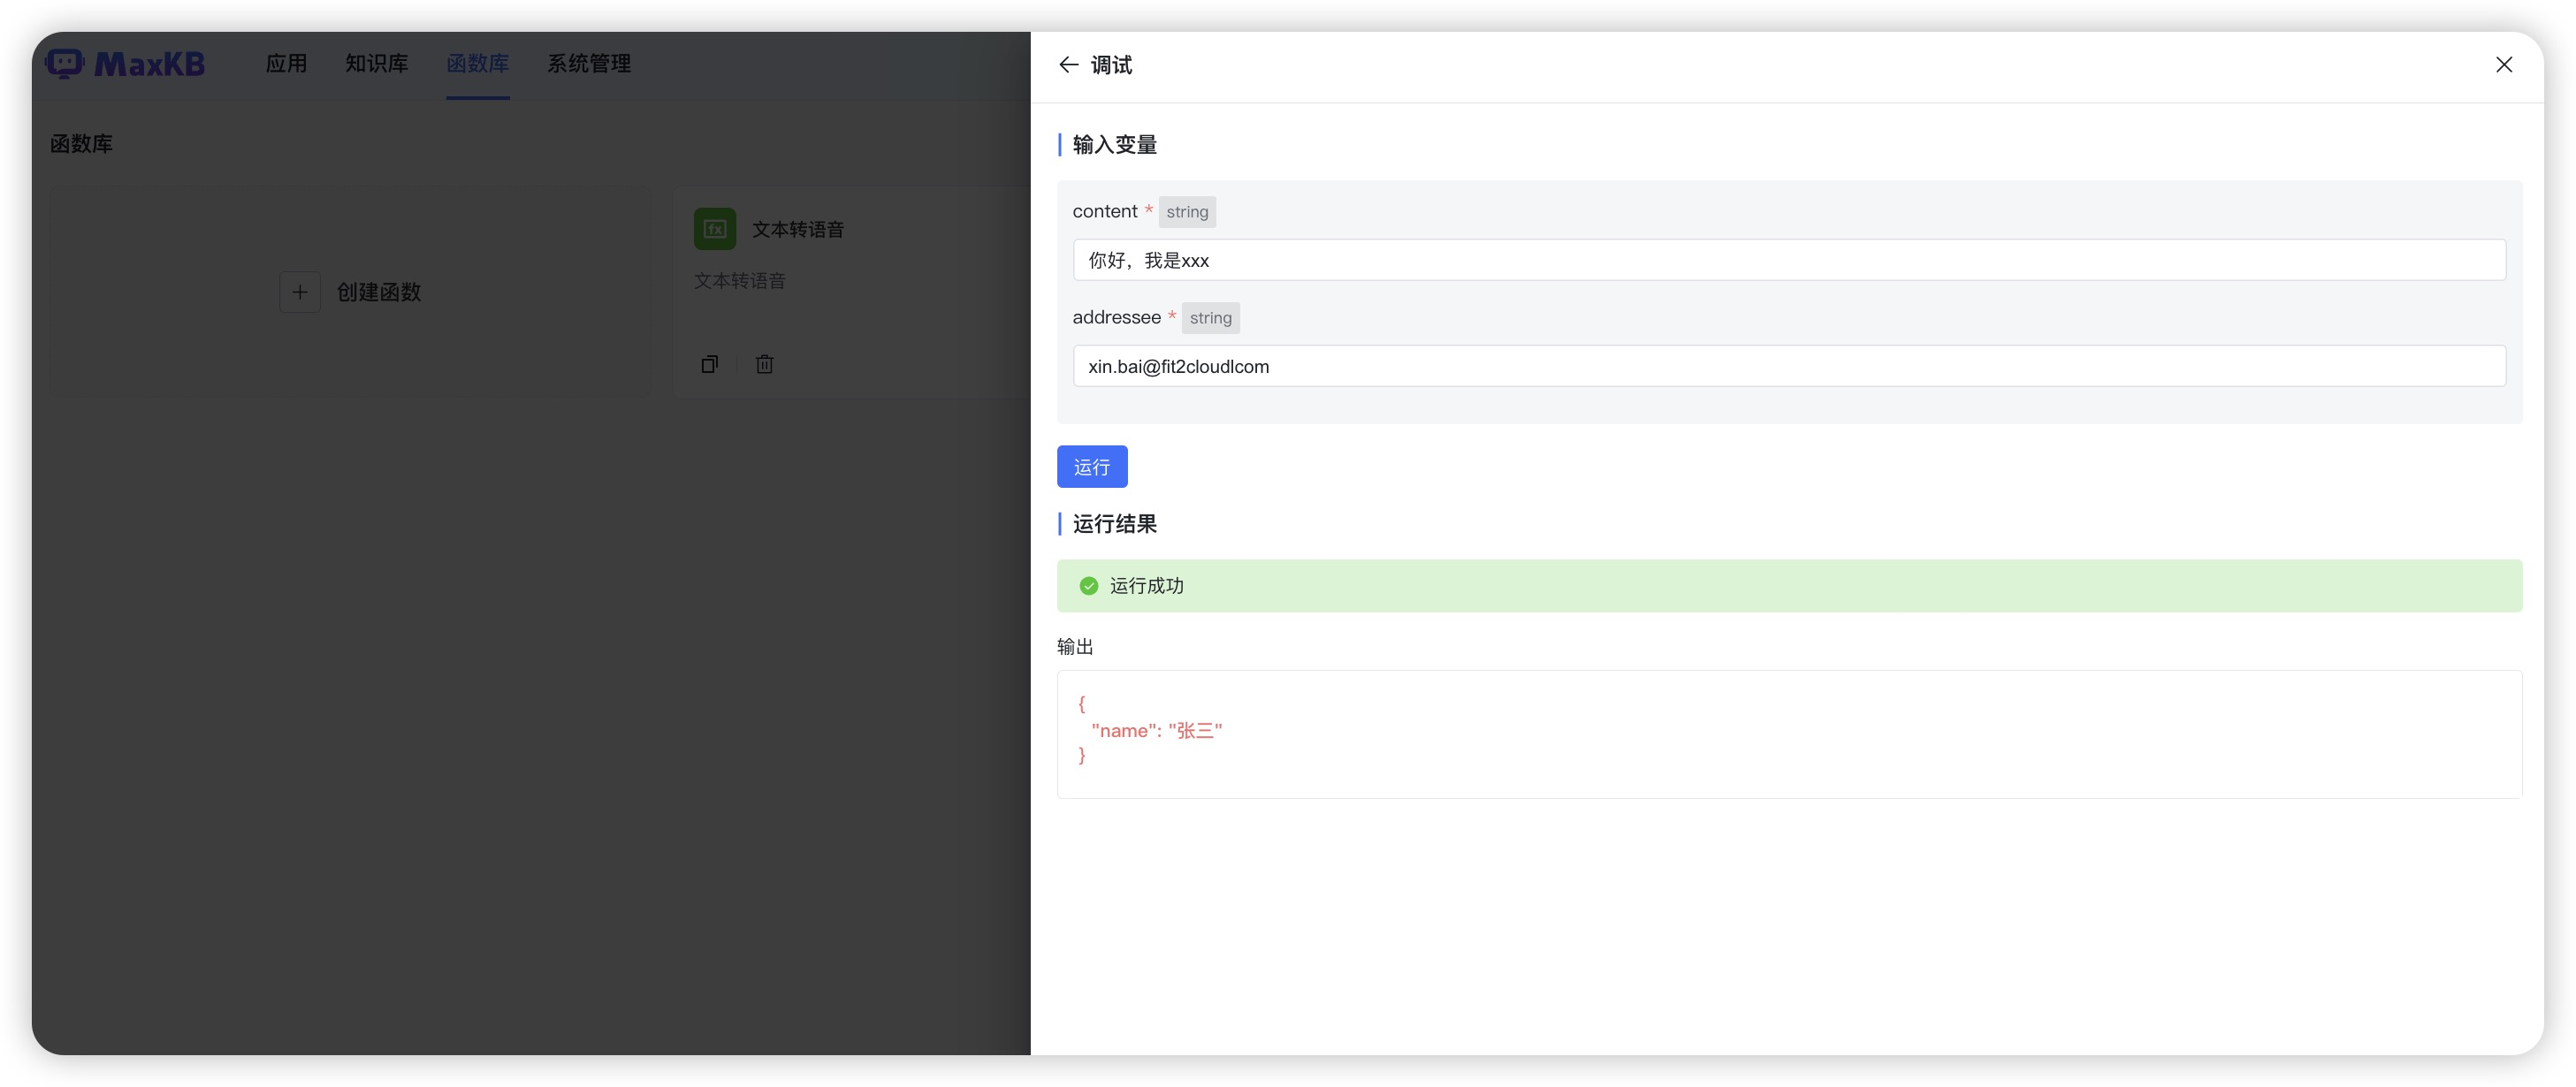 MaxKB
应用 知识库 函数库 系统管理
函数库
创建函数
fx 文本转语音
文本转语音
调试
输入变量
content * string
你好，我是xxx
addressee * string
xin.bai@fit2cloudlcom
运行
运行结果
运行成功
输出
{
"name": "张三"
}